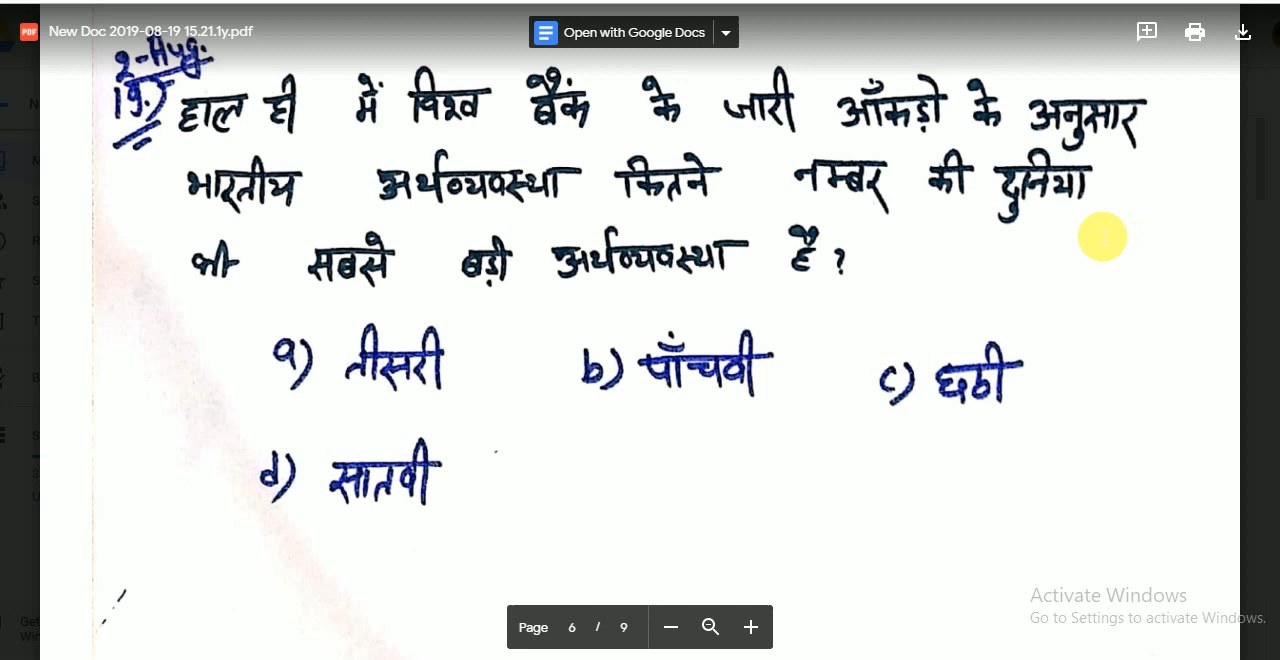 New Doc 2019-08-19 15.21.1y.pdf
Open with Google Docs
2-Aug.
19.) हाल ही में विश्व बैंक के जारी आँकड़ो के अनुसार
भारतीय अर्थव्यवस्था कितने नम्बर की दुनिया
की सबसे बड़ी अर्थव्यवस्था है?
a) तीसरी b) पाँचवी c) छठी
d) सातवी
Activate Windows
Go to Settings to activate Windows.
Page 6 / 9